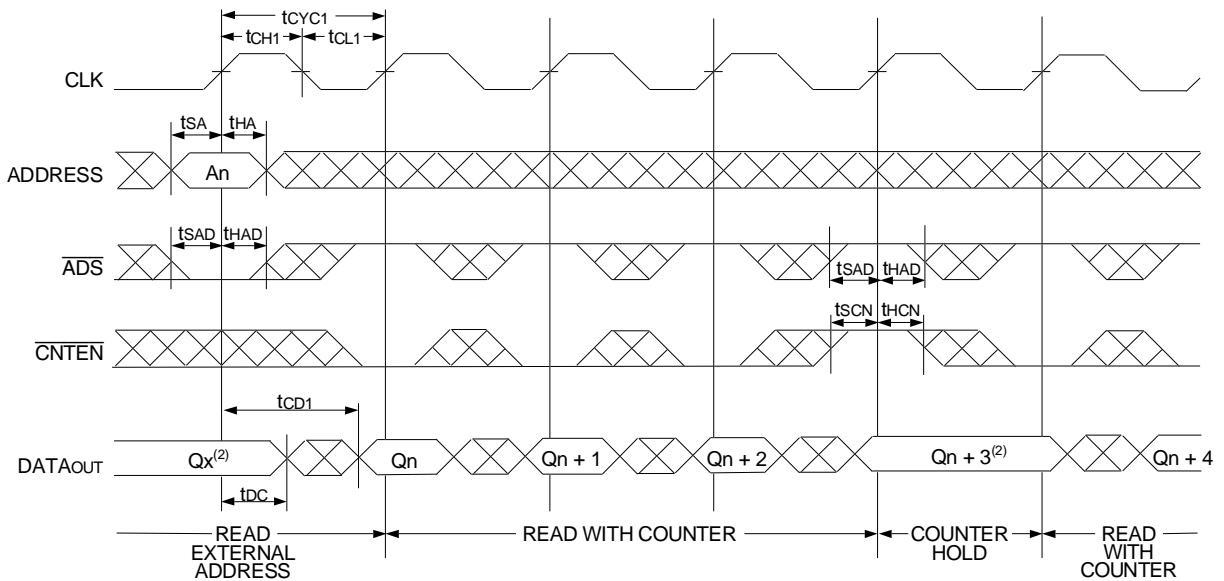 tCYC1
tCH1 tCL1
CLK
tSA tHA
ADDRESS An
tSAD tHAD
ADS
tSAD tHAD
tSCN tHCN
CNTEN
tCD1
DATAOUT Qx(2) Qn Qn + 1 Qn + 2 Qn + 3(2) Qn + 4
tDC
READ EXTERNAL ADDRESS
READ WITH COUNTER
COUNTER HOLD
READ WITH COUNTER